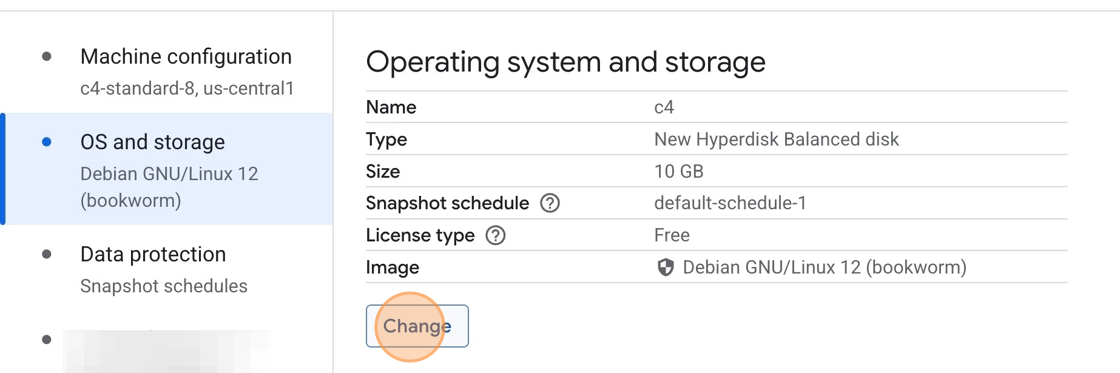 Machine configuration
c4-standard-8, us-central1
OS and storage
Debian GNU/Linux 12
(bookworm)
Data protection
Snapshot schedules
Operating system and storage
Name c4
Type New Hyperdisk Balanced disk
Size 10 GB
Snapshot schedule default-schedule-1
License type Free
Image Debian GNU/Linux 12 (bookworm)
Change